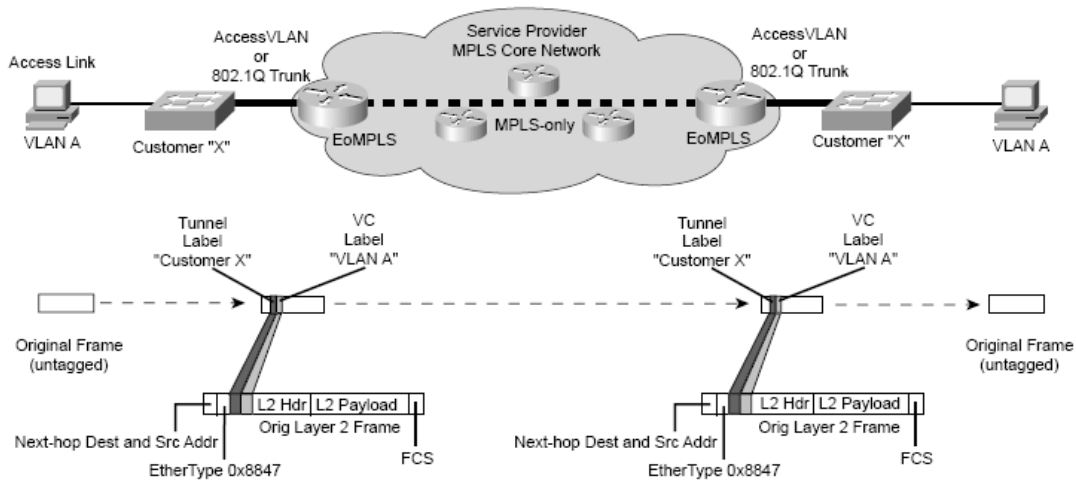 Service Provider
MPLS Core Network
AccessVLAN
or
802.1Q Trunk
AccessVLAN
or
802.1Q Trunk
Access Link
VLAN A
Customer "X"
EoMPLS
MPLS-only
EoMPLS
Customer "X"
VLAN A
Tunnel
Label
"Customer X"
VC
Label
"VLAN A"
Tunnel
Label
"Customer X"
VC
Label
"VLAN A"
Original Frame
(untagged)
Original Frame
(untagged)
L2 Hdr
L2 Payload
Orig Layer 2 Frame
Next-hop Dest and Src Addr
EtherType 0x8847
FCS
L2 Hdr
L2 Payload
Orig Layer 2 Frame
Next-hop Dest and Src Addr
EtherType 0x8847
FCS